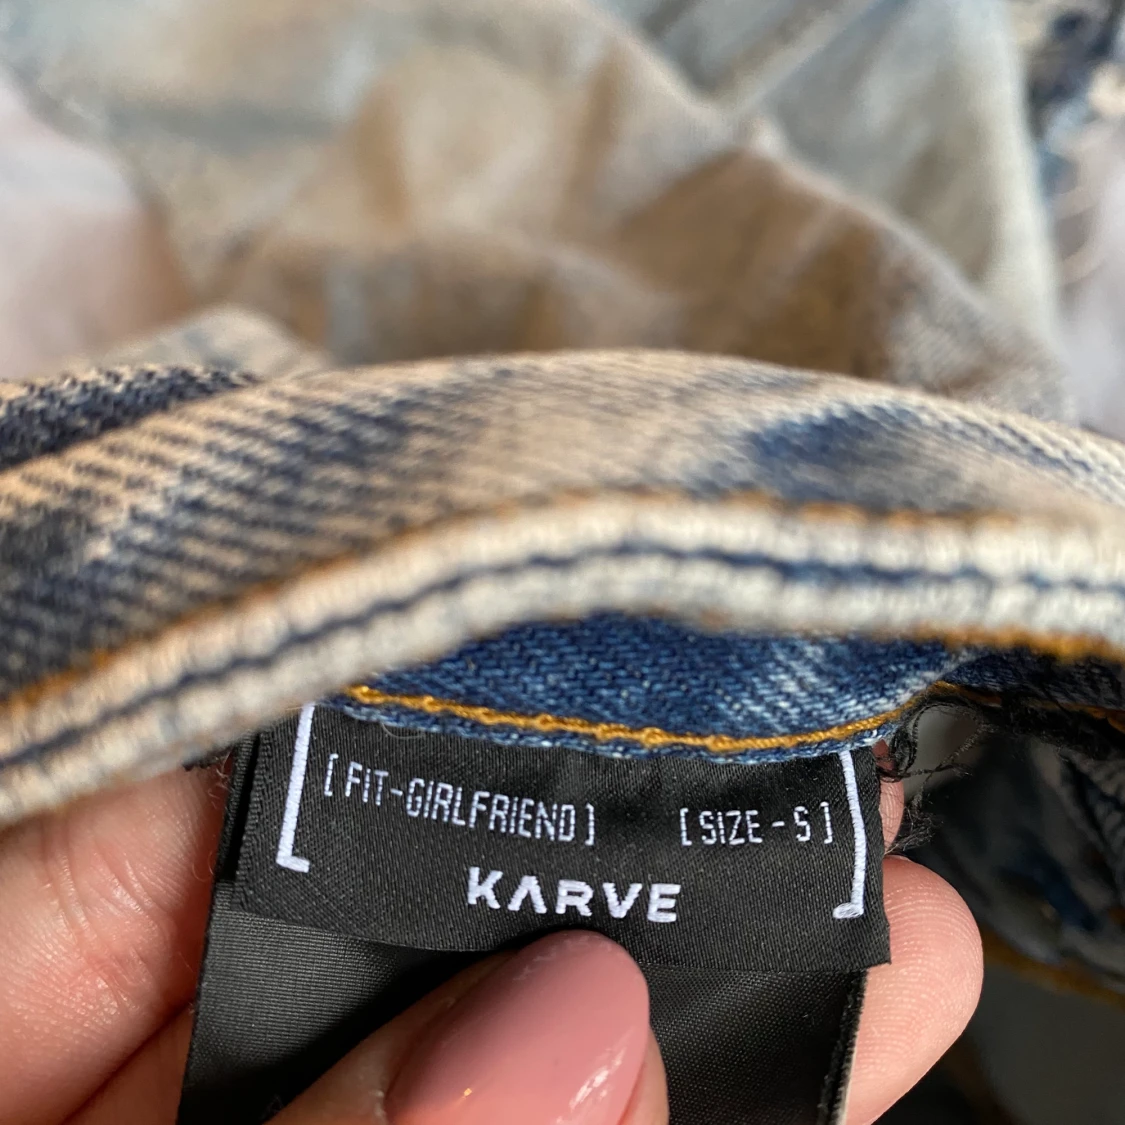 [ FIT-GIRLFRIEND ] [ SIZE - S ]
KARVE